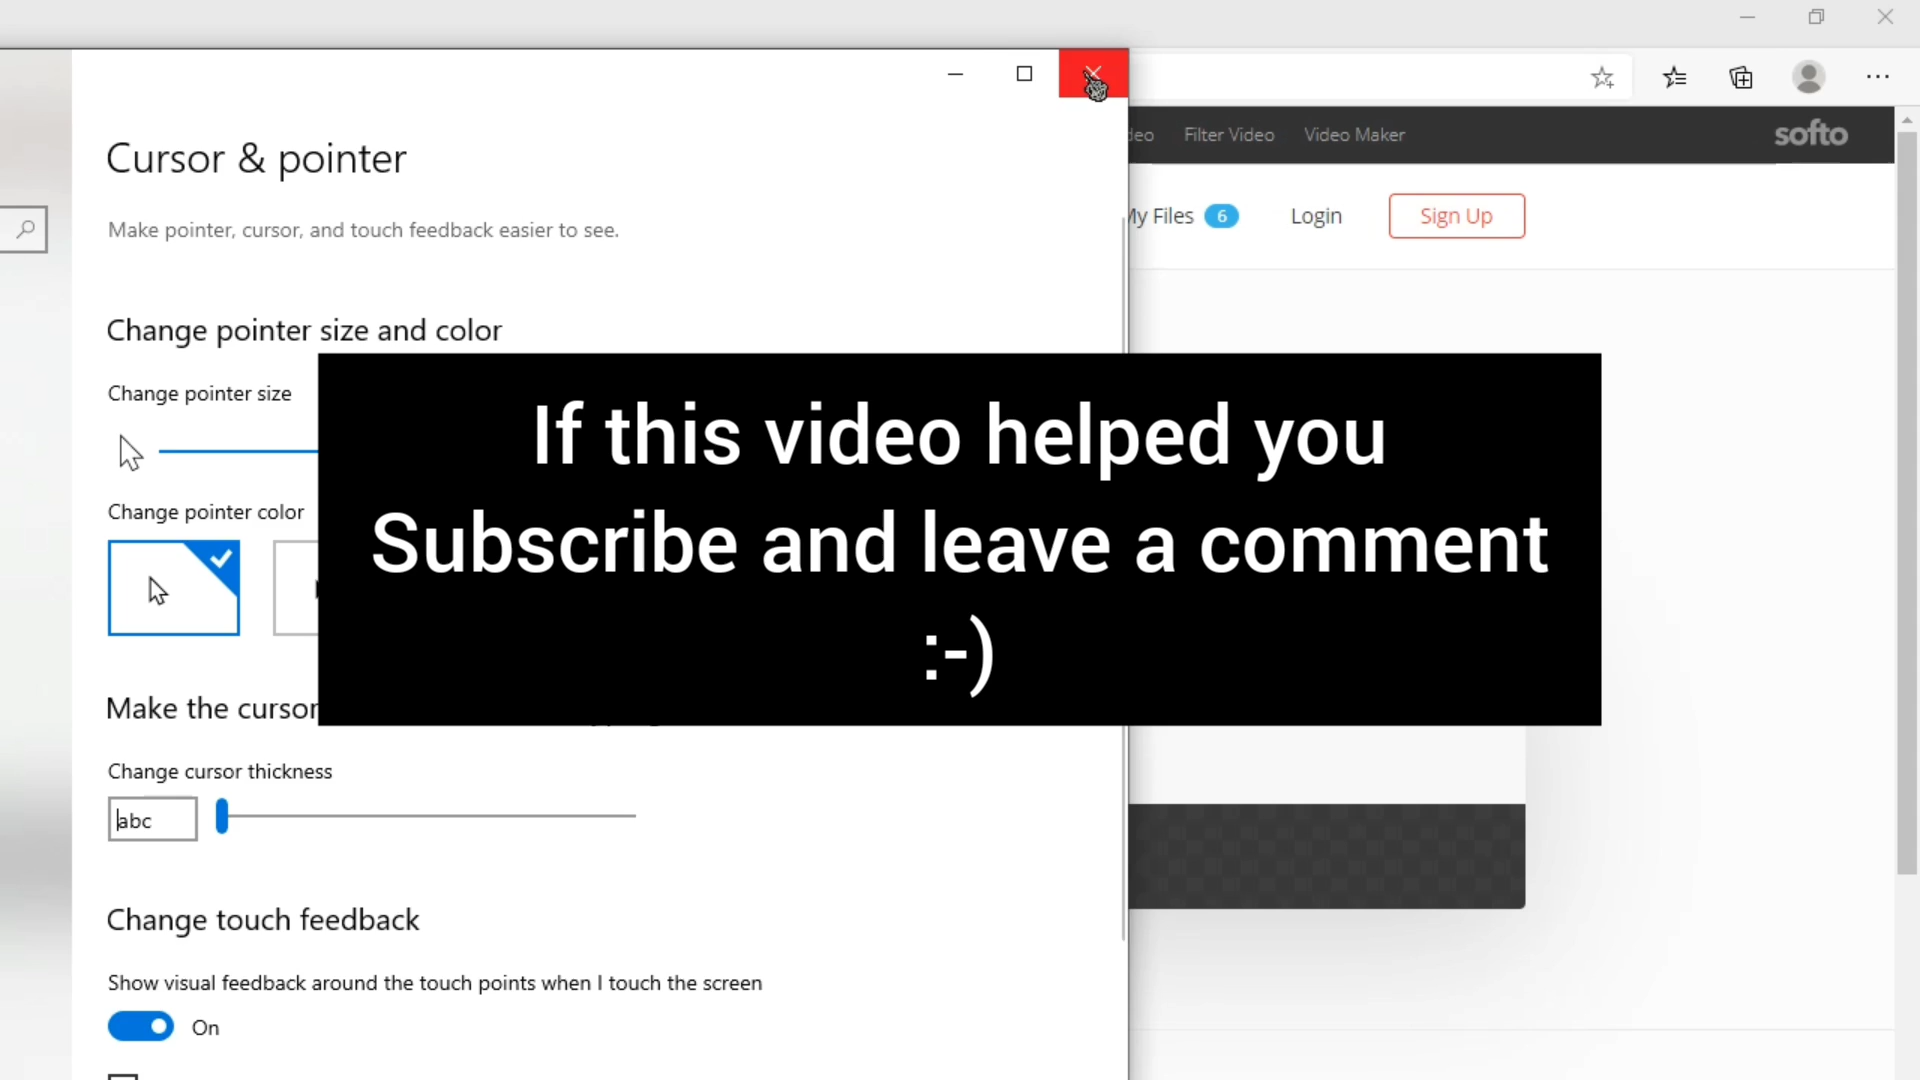 Cursor & pointer
Filter Video
Video Maker
softo
Make pointer, cursor, and touch feedback easier to see.
My Files 6
Login
Sign Up
Change pointer size and color
Change pointer size
If this video helped you
Subscribe and leave a comment
:-)
Change pointer color
Make the cursor
Change cursor thickness
abc
Change touch feedback
Show visual feedback around the touch points when I touch the screen
On